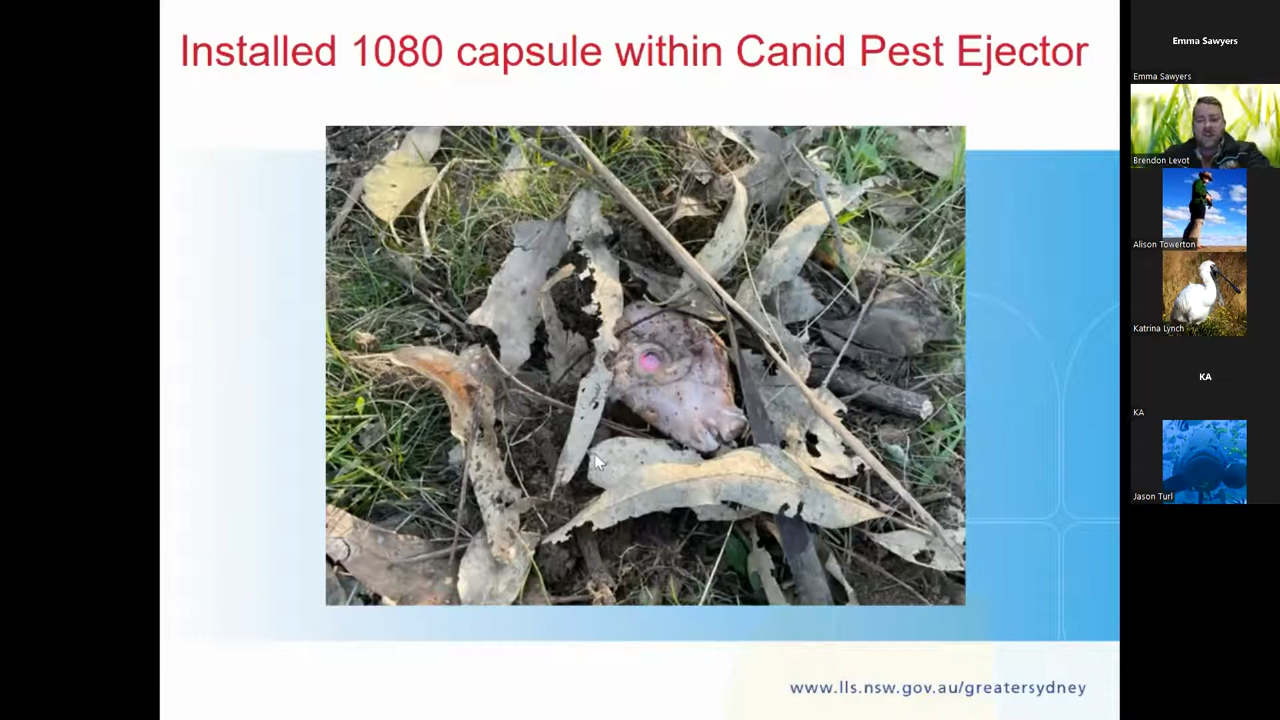 Installed 1080 capsule within Canid Pest Ejector
www.lls.nsw.gov.au/greatersydney
Emma Sawyers
Emma Sawyers
Brendon Levot
Alison Towerton
Katrina Lynch
KA
KA
Jason Turl